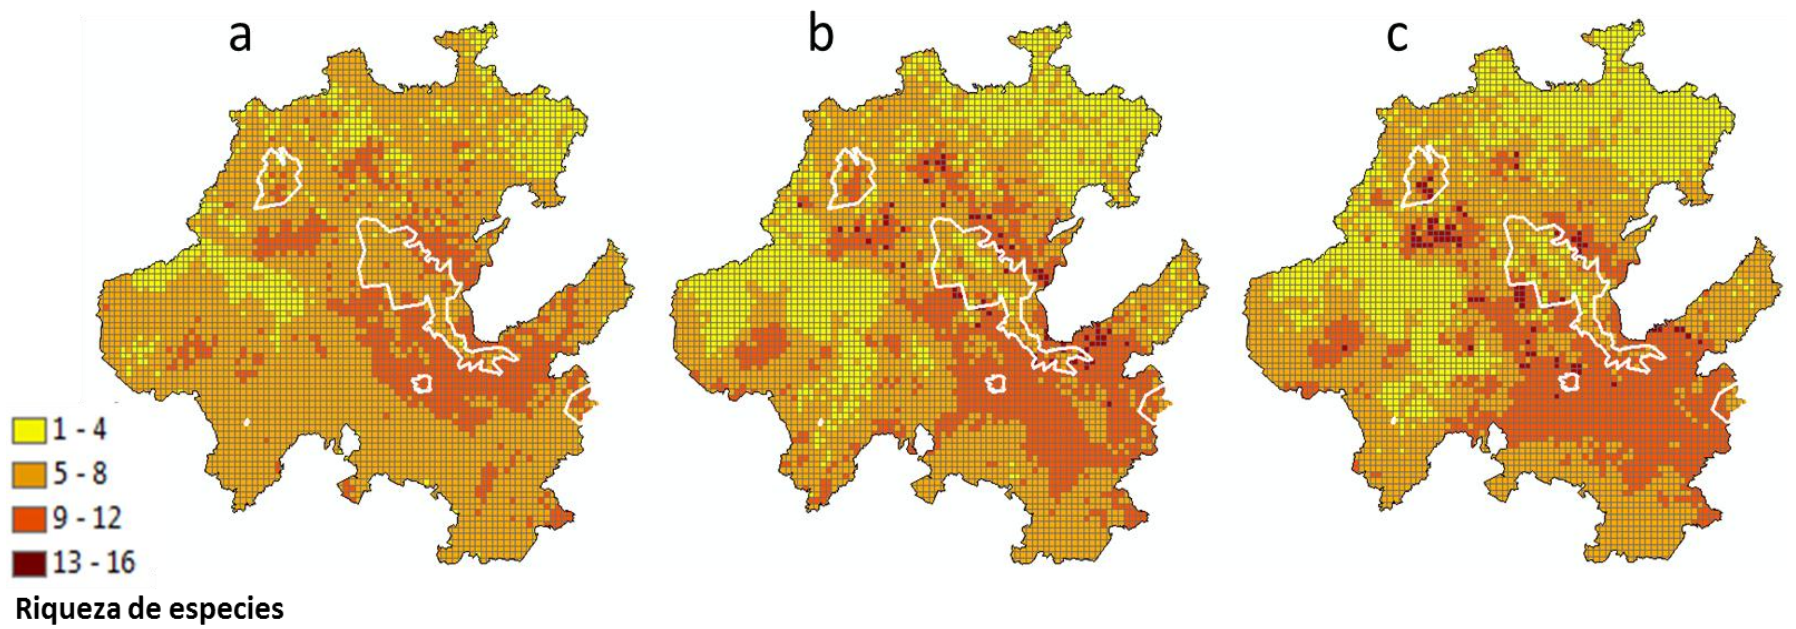 a
b
c
1 - 4
5 - 8
9 - 12
13 - 16
Riqueza de especies